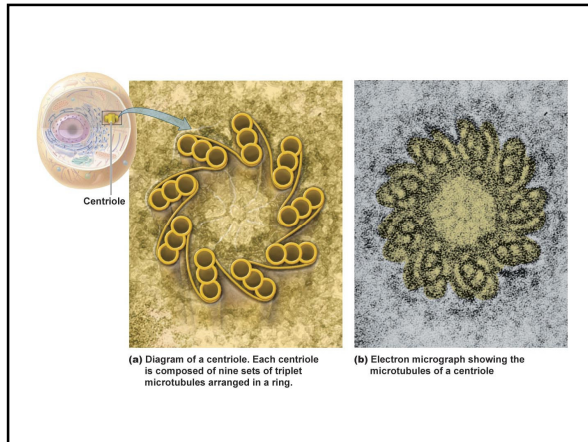 Centriole
(a) Diagram of a centriole. Each centriole
is composed of nine sets of triplet
microtubules arranged in a ring.
(b) Electron micrograph showing the
microtubules of a centriole